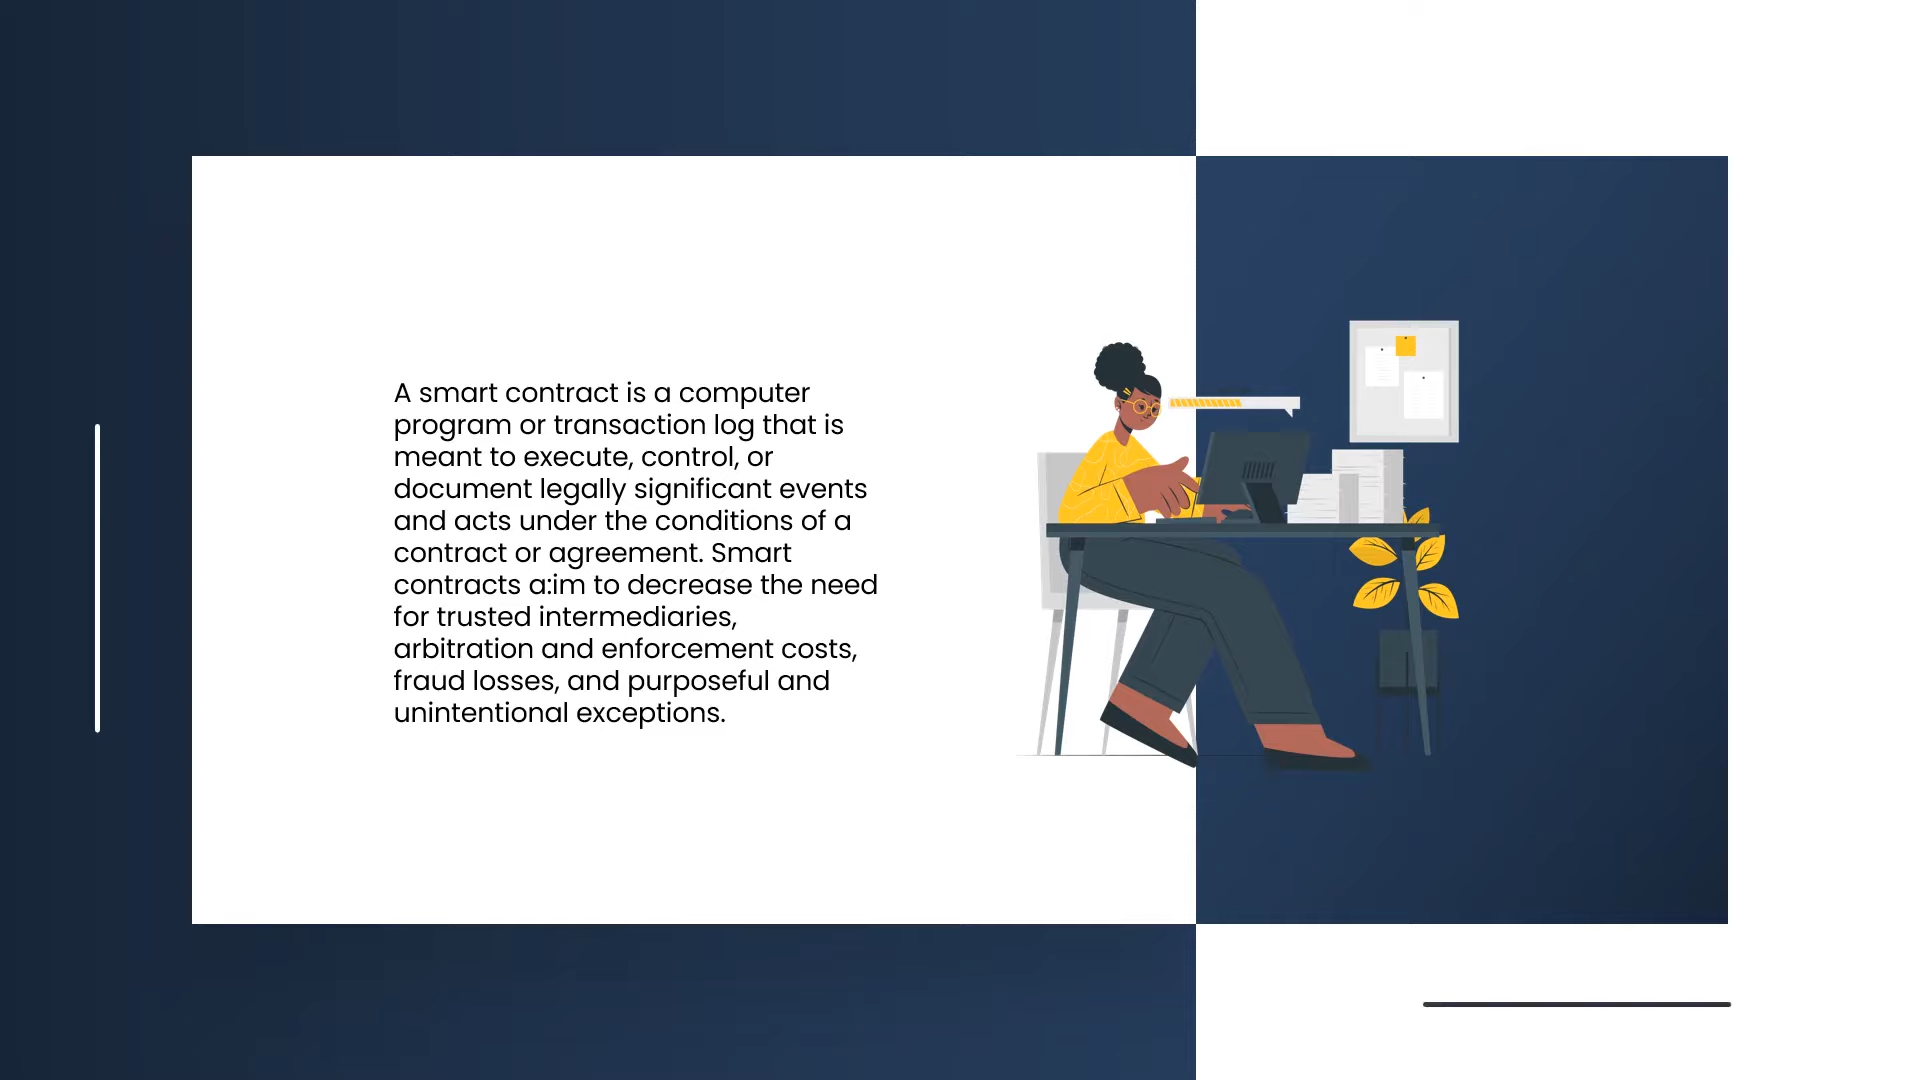 A smart contract is a computer
program or transaction log that is
meant to execute, control, or
document legally significant events
and acts under the conditions of a
contract or agreement. Smart
contracts a:im to decrease the need
for trusted intermediaries,
arbitration and enforcement costs,
fraud losses, and purposeful and
unintentional exceptions.